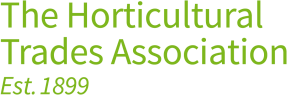 The Horticultural
Trades Association
Est. 1899